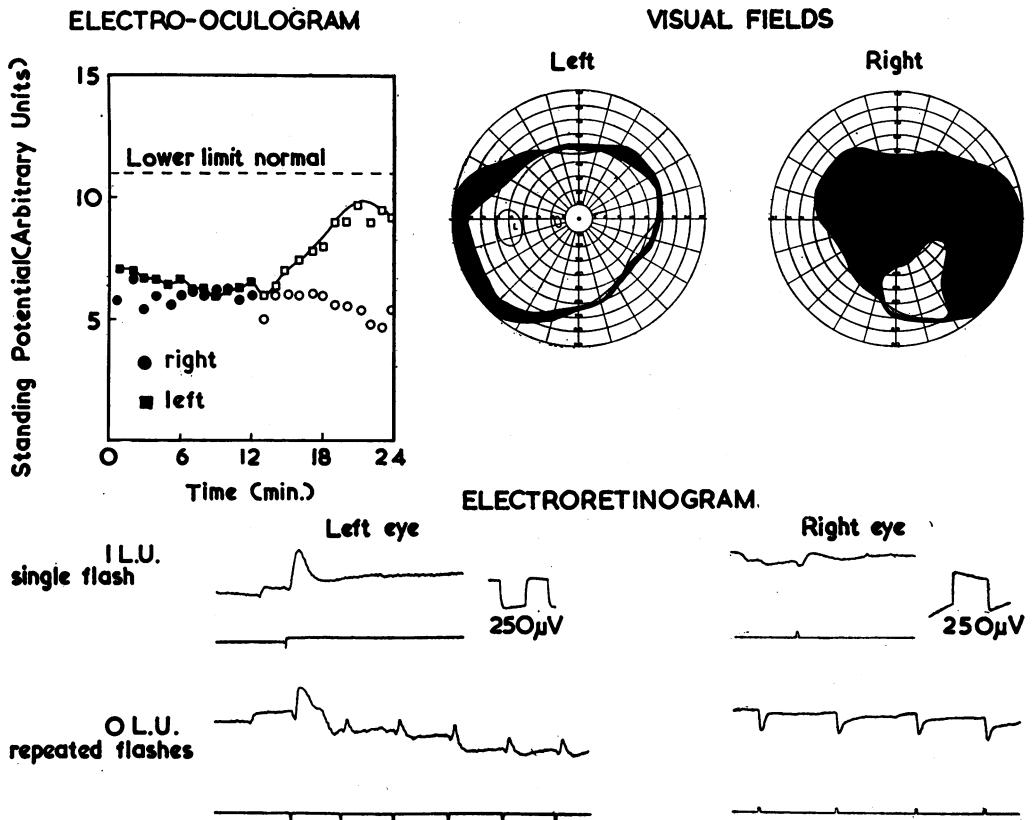 ELECTRO-OCULOGRAM
VISUAL FIELDS
Left
Right
Standing Potential(Arbitrary Units)
15
10
5
Lower limit normal
right
left
0
6
12
18
24
Time (min.)
L
ELECTRORETINOGRAM.
Left eye
Right eye
1 L.U.
single flash
250µV
250µV
0 L.U.
repeated flashes